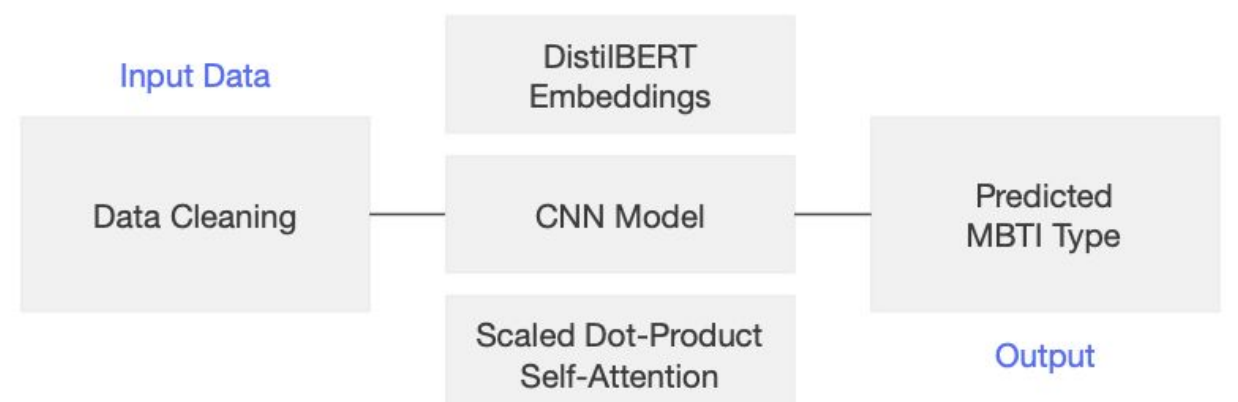 Input Data
Data Cleaning
DistilBERT
Embeddings
CNN Model
Scaled Dot-Product
Self-Attention
Predicted
MBTI Type
Output